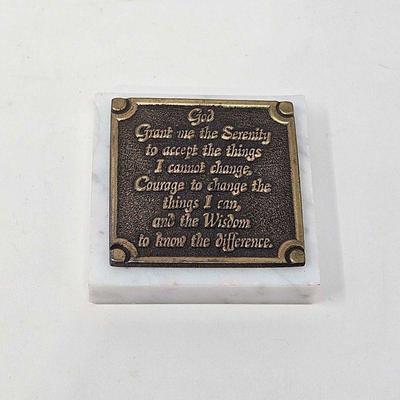 God
Grant me the Serenity
to accept the things
I cannot change,
Courage to change the
things I can,
and the Wisdom
to know the difference.